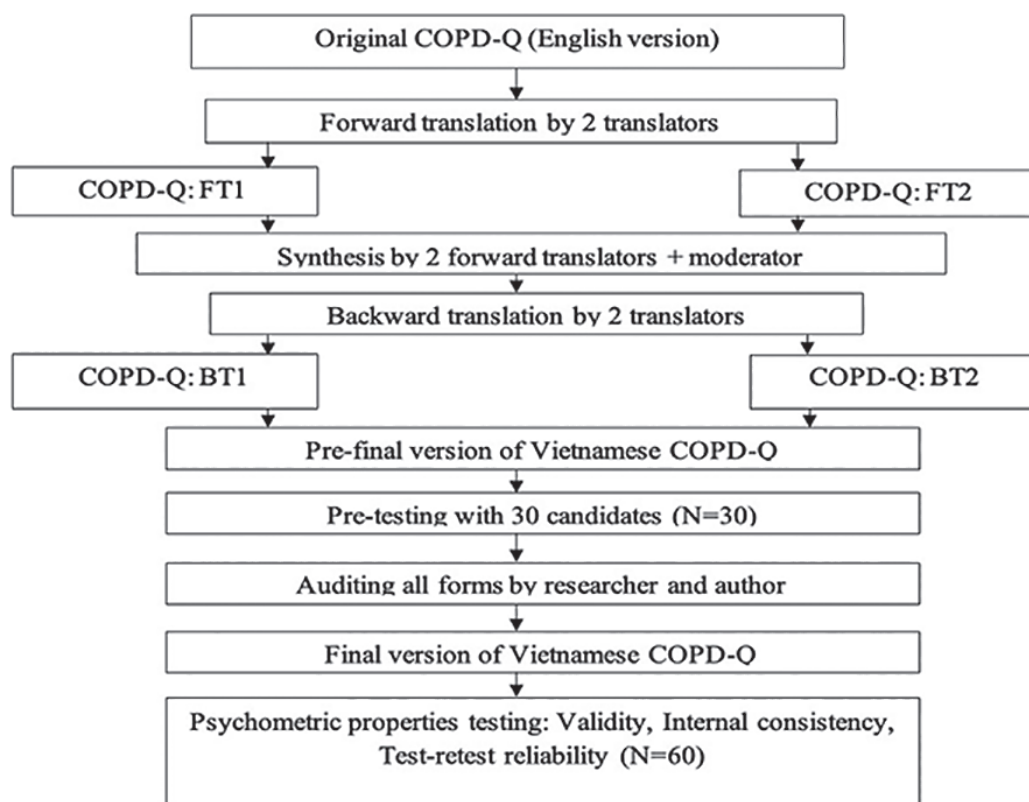 Original COPD-Q (English version)
Forward translation by 2 translators
COPD-Q: FT1
COPD-Q: FT2
Synthesis by 2 forward translators + moderator
Backward translation by 2 translators
COPD-Q: BT1
COPD-Q: BT2
Pre-final version of Vietnamese COPD-Q
Pre-testing with 30 candidates (N=30)
Auditing all forms by researcher and author
Final version of Vietnamese COPD-Q
Psychometric properties testing: Validity, Internal consistency,
Test-retest reliability (N=60)